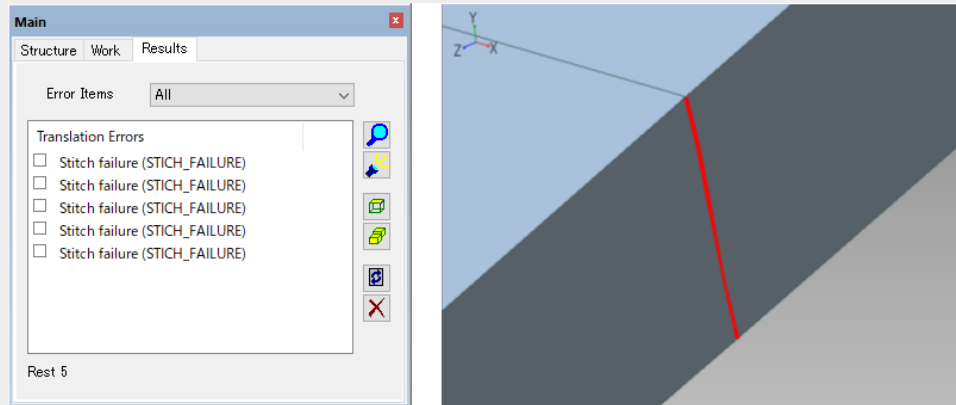 Main
Structure Work Results
Error Items All
Translation Errors
Stitch failure (STICH_FAILURE)
Stitch failure (STICH_FAILURE)
Stitch failure (STICH_FAILURE)
Stitch failure (STICH_FAILURE)
Stitch failure (STICH_FAILURE)
Rest 5
Y
Z X